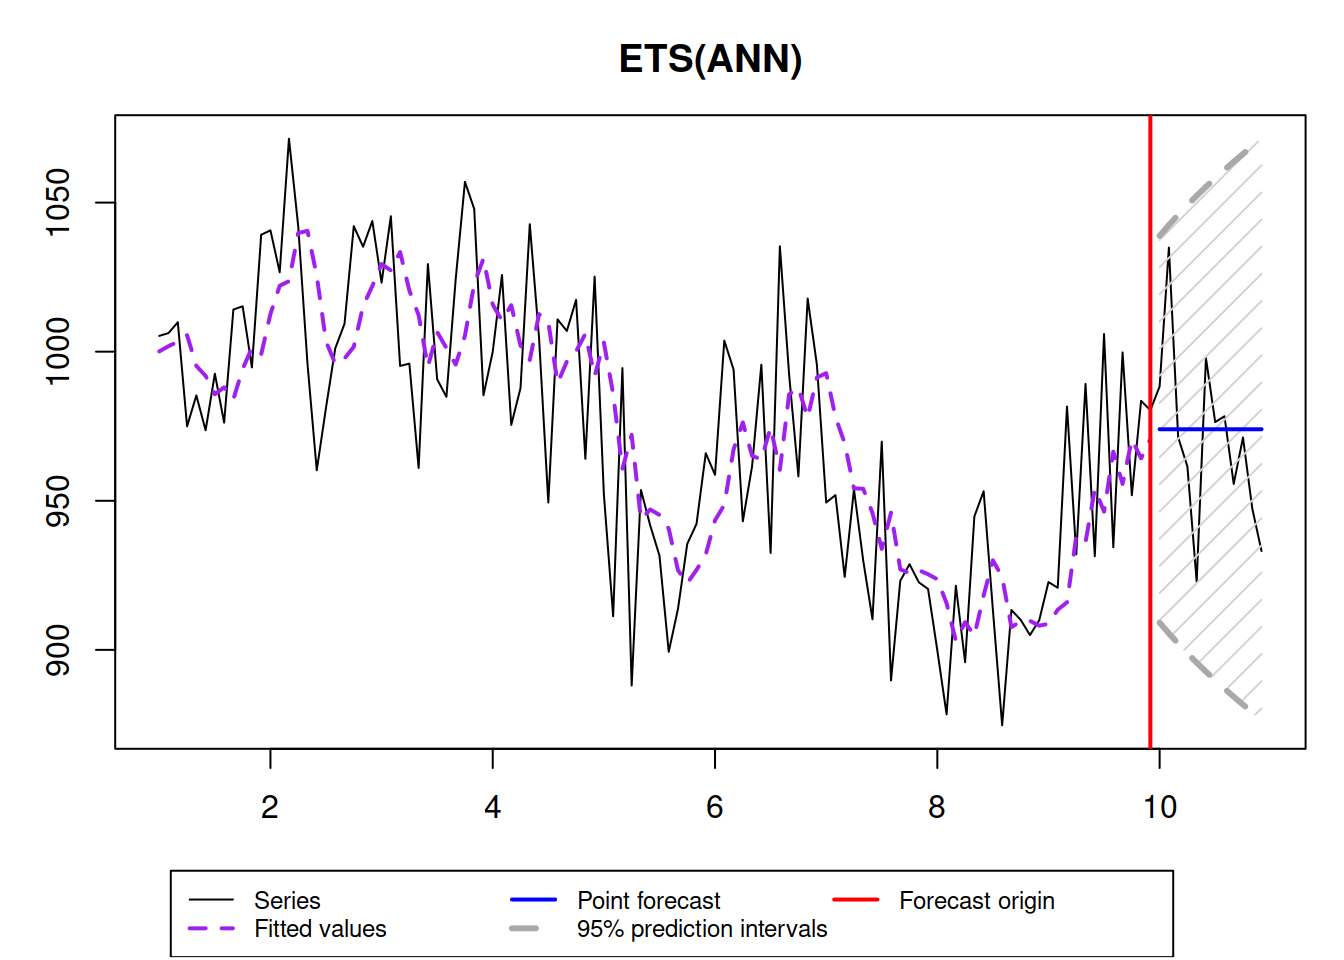 ETS(ANN)
1050
1000
950
900
2 4 6 8 10
Series Point forecast Forecast origin
Fitted values 95% prediction intervals